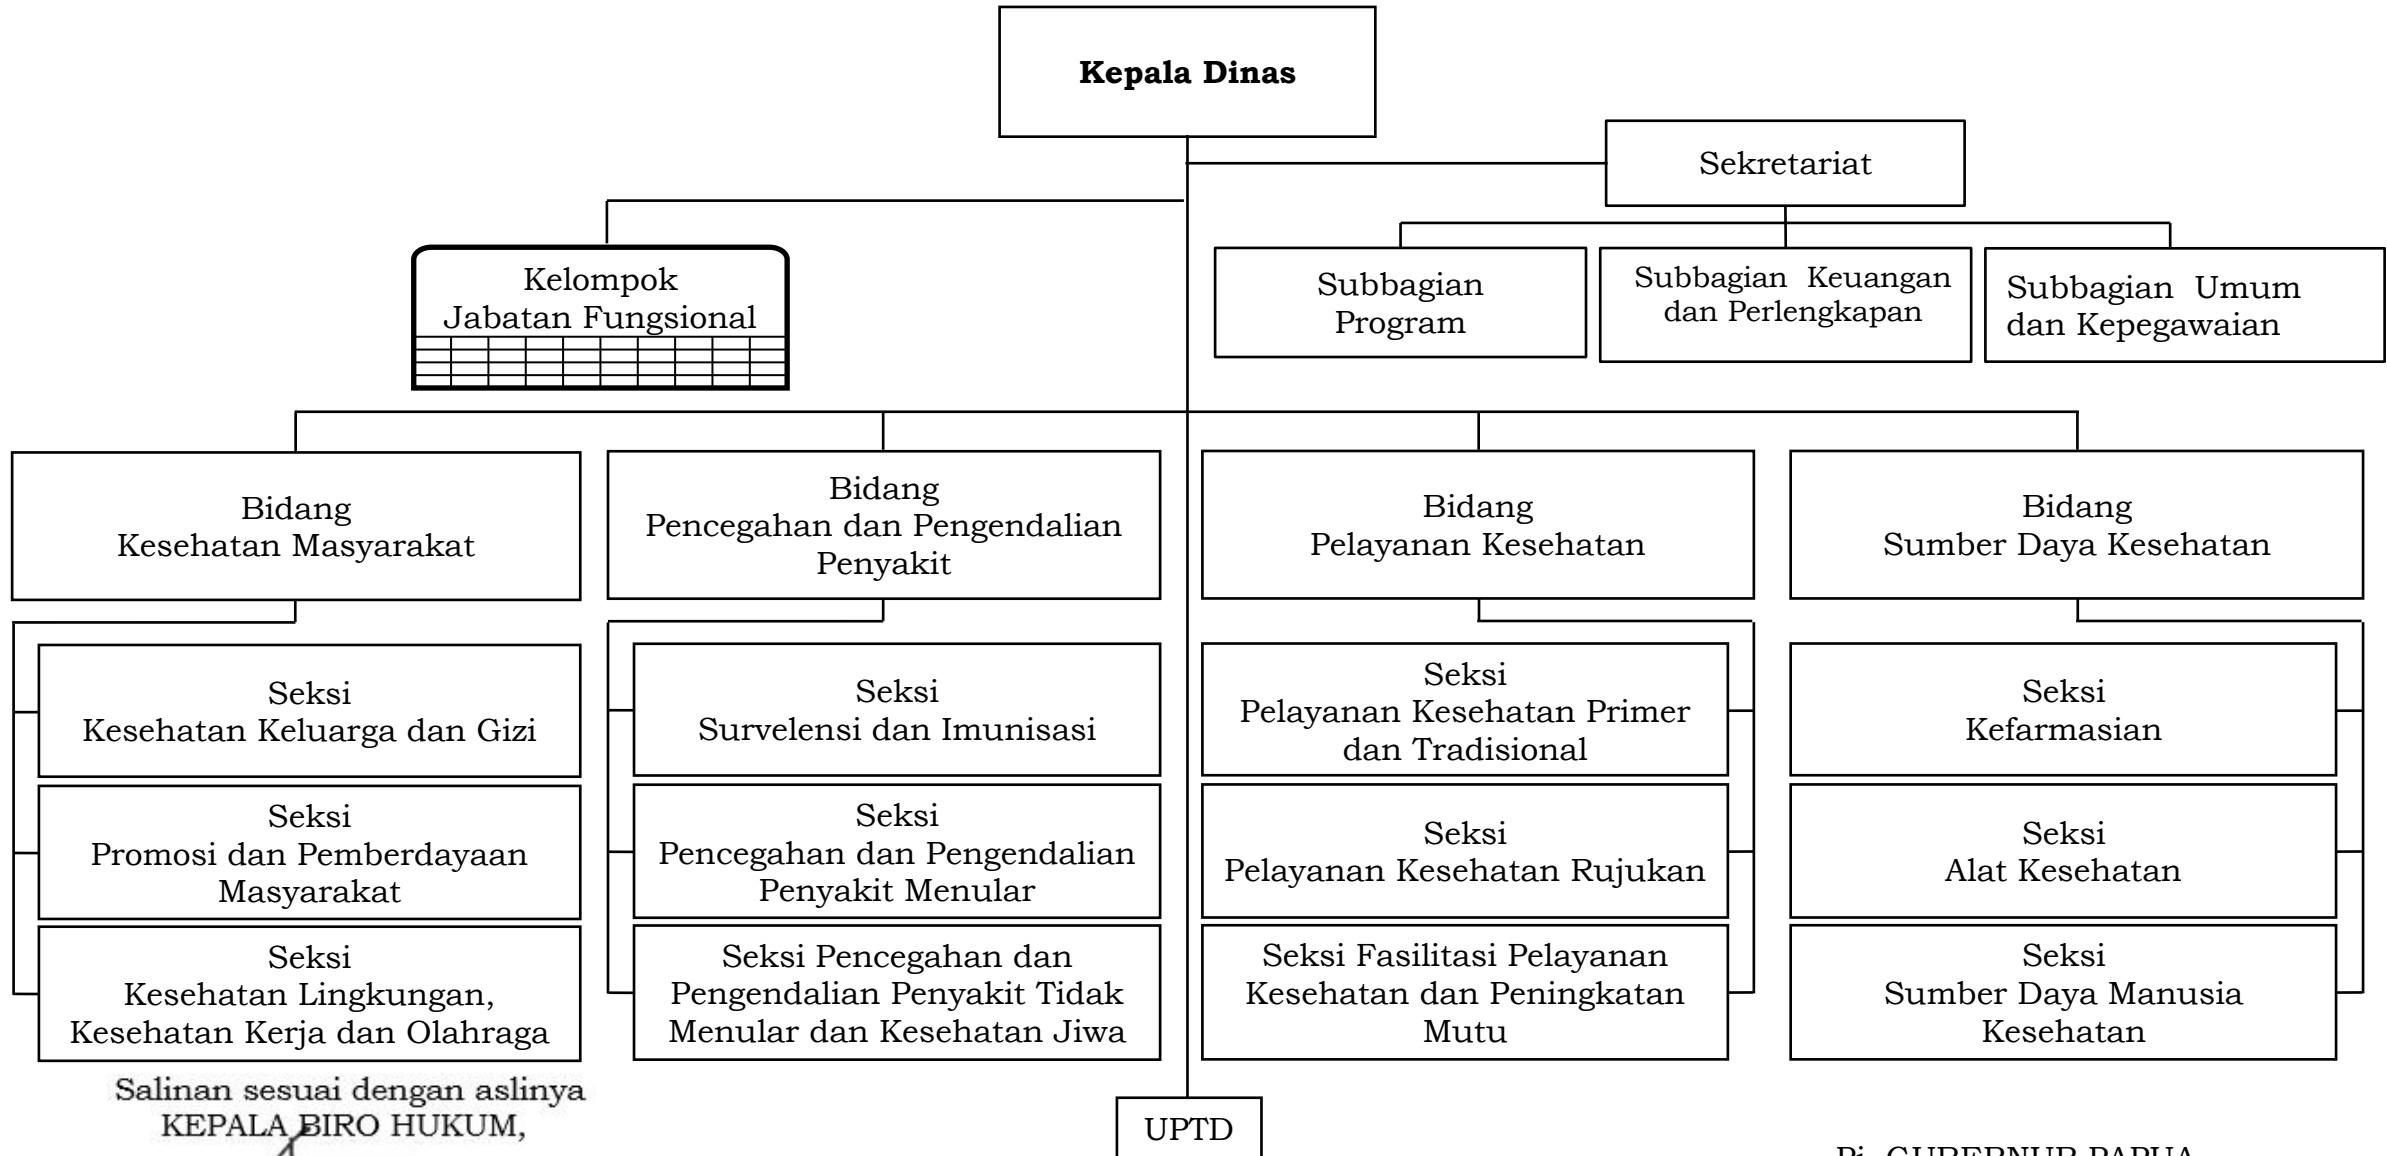 Kepala Dinas
Sekretariat
Kelompok
Jabatan Fungsional
Subbagian
Program
Subbagian Keuangan
dan Perlengkapan
Subbagian Umum
dan Kepegawaian
Bidang
Kesehatan Masyarakat
Bidang
Pencegahan dan Pengendalian
Penyakit
Bidang
Pelayanan Kesehatan
Bidang
Sumber Daya Kesehatan
Seksi
Kesehatan Keluarga dan Gizi
Seksi
Promosi dan Pemberdayaan
Masyarakat
Seksi
Kesehatan Lingkungan,
Kesehatan Kerja dan Olahraga
Seksi
Survelensi dan Imunisasi
Seksi
Pencegahan dan Pengendalian
Penyakit Menular
Seksi Pencegahan dan
Pengendalian Penyakit Tidak
Menular dan Kesehatan Jiwa
Seksi
Pelayanan Kesehatan Primer
dan Tradisional
Seksi
Pelayanan Kesehatan Rujukan
Seksi Fasilitasi Pelayanan
Kesehatan dan Peningkatan
Mutu
Seksi
Kefarmasian
Seksi
Alat Kesehatan
Seksi
Sumber Daya Manusia
Kesehatan
Salinan sesuai dengan aslinya
KEPALA BIRO HUKUM,
UPTD
Pj. GUBERNUR PAPUA